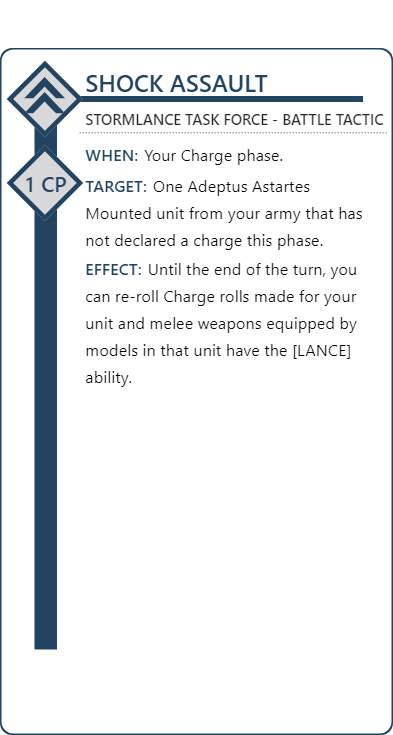 SHOCK ASSAULT
STORMLANCE TASK FORCE - BATTLE TACTIC
WHEN: Your Charge phase.
1 CP
TARGET: One Adeptus Astartes
Mounted unit from your army that has
not declared a charge this phase.
EFFECT: Until the end of the turn, you
can re-roll Charge rolls made for your
unit and melee weapons equipped by
models in that unit have the [LANCE]
ability.